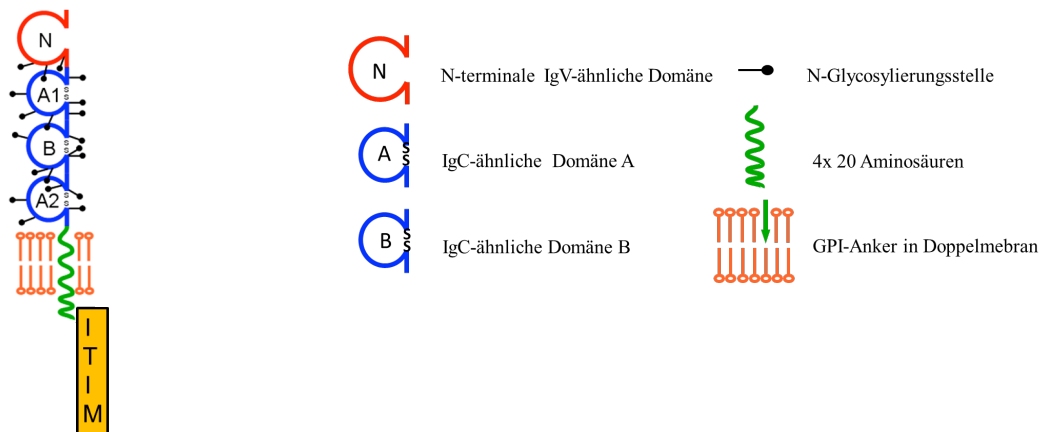 N
A1
S
S
B
S
S
A2
S
S
I
T
I
M
N
N-terminale IgV-ähnliche Domäne
N-Glycosylierungsstelle
A
S
S
IgC-ähnliche Domäne A
4x 20 Aminosäuren
B
S
S
IgC-ähnliche Domäne B
GPI-Anker in Doppelmebran